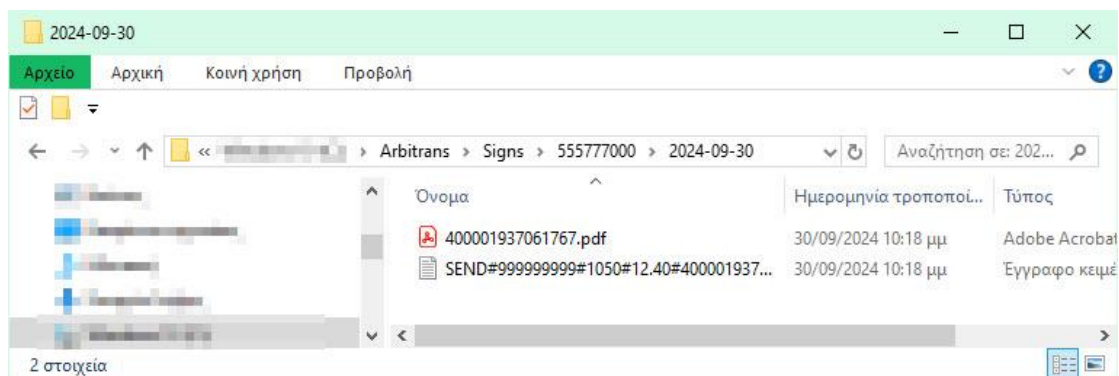 2024-09-30
Αρχείο Αρχική Κοινή χρήση Προβολή
« > Arbitrans > Signs > 555777000 > 2024-09-30 Αναζήτηση σε: 202...
Όνομα Ημερομηνία τροποποί... Τύπος
400001937061767.pdf 30/09/2024 10:18 μμ Adobe Acrobat
SEND#999999999#1050#12.40#400001937... 30/09/2024 10:18 μμ Έγγραφο κειμέ
2 στοιχεία